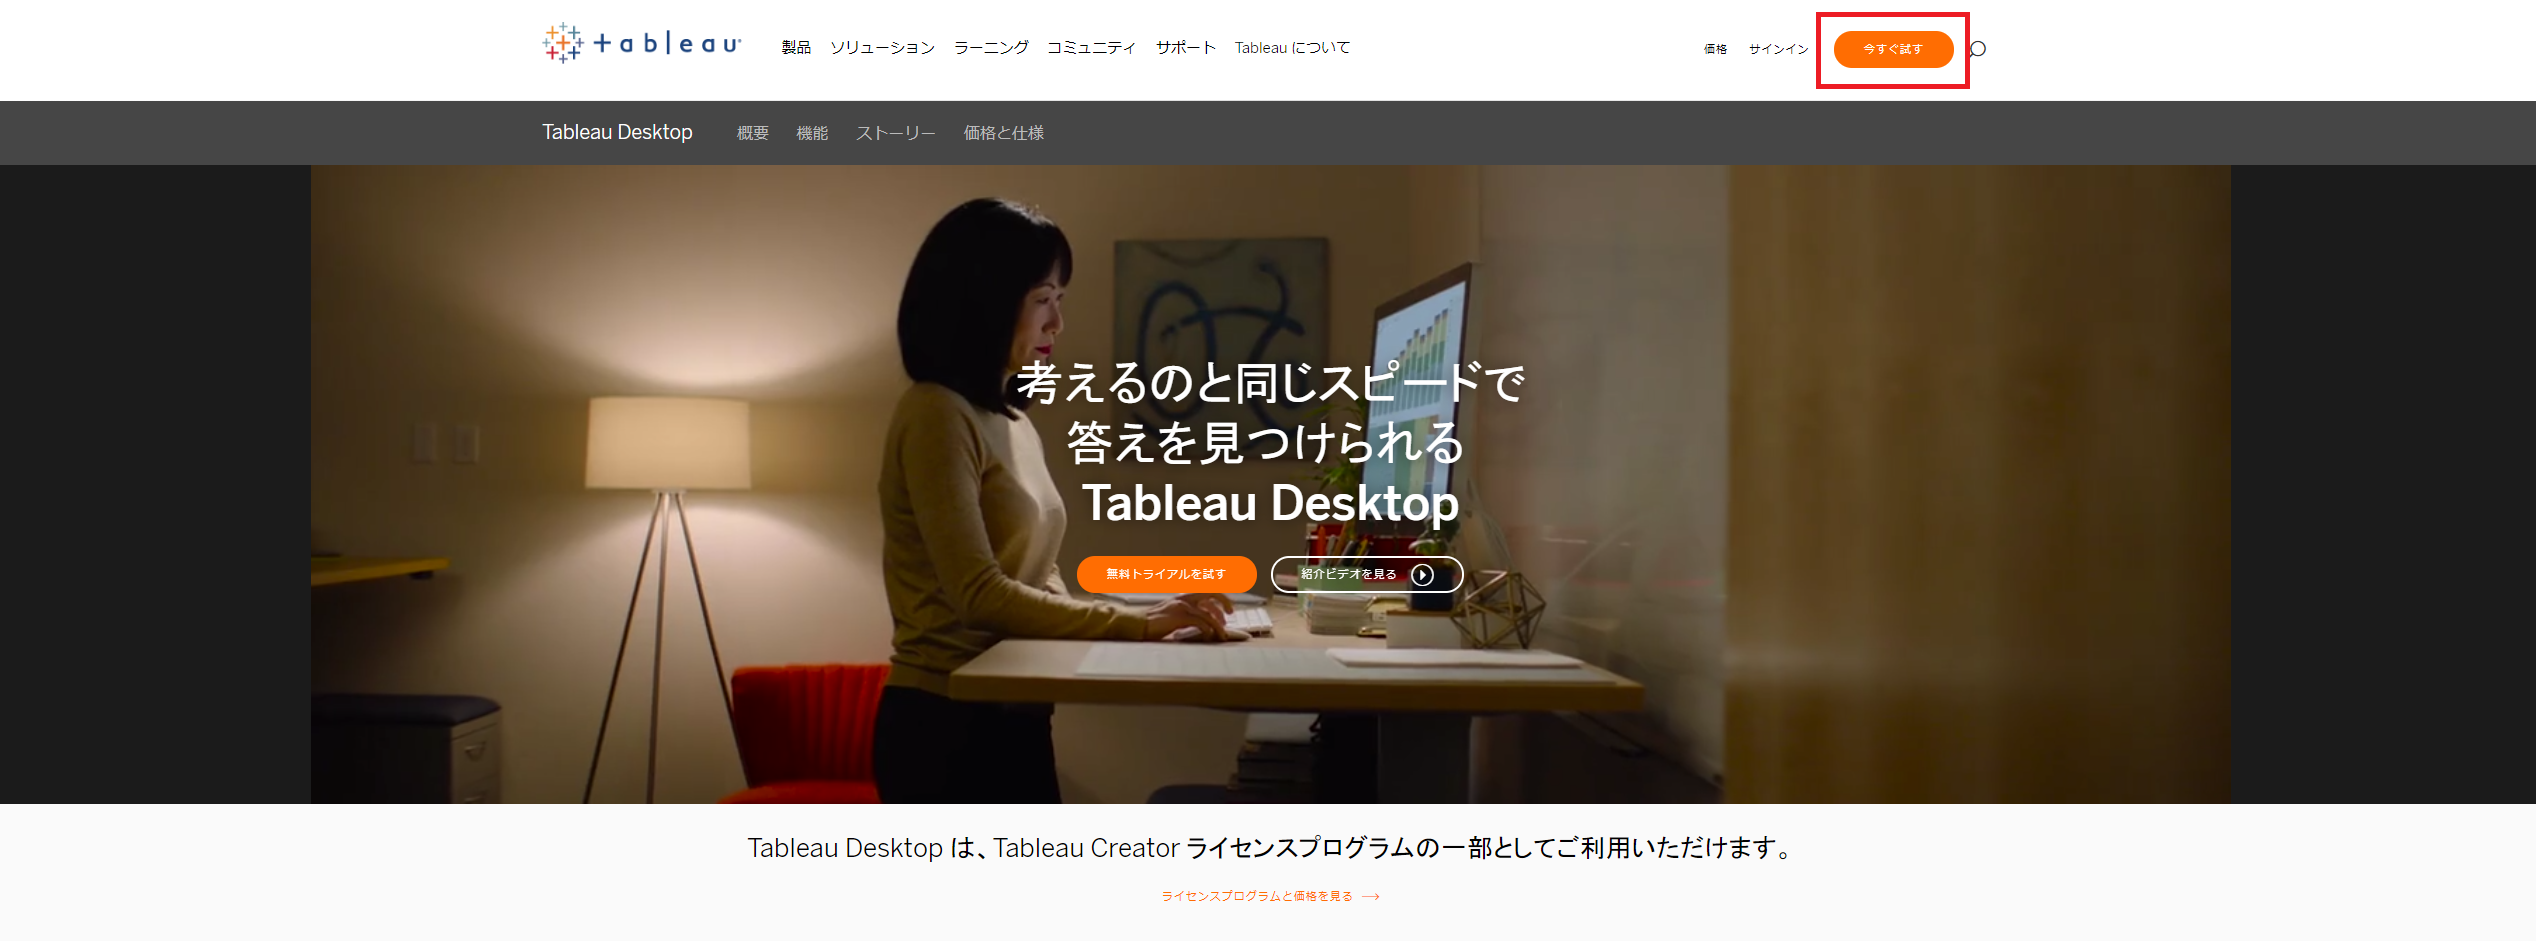 tableau
製品 ソリューション ラーニング コミュニティ サポート Tableau について
価格 サインイン 今すぐ試す
Tableau Desktop 概要 機能 ストーリー 価格と仕様
考えるのと同じスピードで
答えを見つけられる
Tableau Desktop
無料トライアルを試す 紹介ビデオを見る
Tableau Desktop は、Tableau Creator ライセンスプログラムの一部としてご利用いただけます。
ライセンスプログラムと価格を見る →